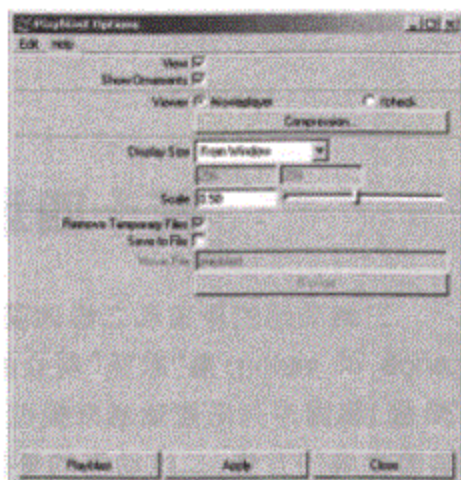 Playblast Options
Edit Help
View
Show Ornaments
Viewer Movieplayer fcheck
Compression...
Display Size From Window
Scale 0.50
Remove Temporary Files
Save to File
Movie File playblast
Playblast Apply Close